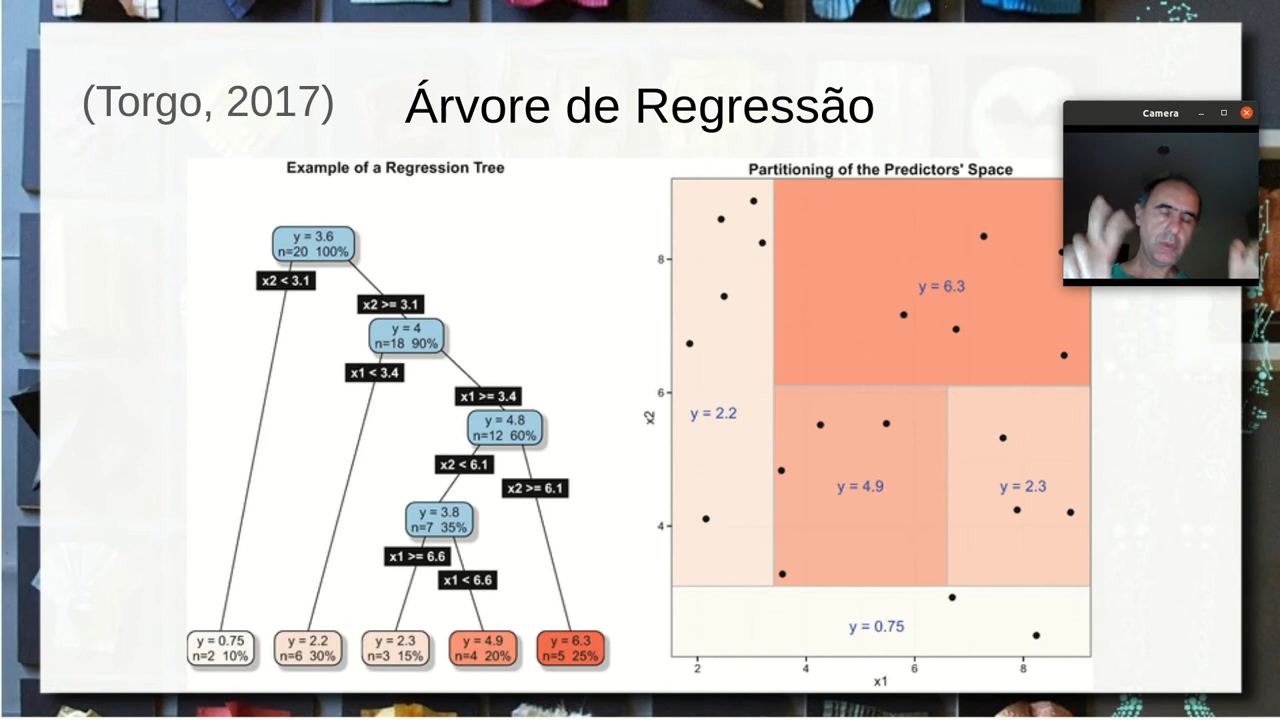 (Torgo, 2017)
Árvore de Regressão
Camera
Example of a Regression Tree
y = 3.6
n=20 100%
x2 < 3.1
x2 >= 3.1
y = 4
n=18 90%
x1 < 3.4
x1 >= 3.4
y = 4.8
n=12 60%
x2 < 6.1
x2 >= 6.1
y = 3.8
n=7 35%
x1 >= 6.6
x1 < 6.6
y = 0.75
n=2 10%
y = 2.2
n=6 30%
y = 2.3
n=3 15%
y = 4.9
n=4 20%
y = 6.3
n=5 25%
Partitioning of the Predictors' Space
8
6
4
x2
y = 6.3
y = 2.2
y = 4.9
y = 2.3
y = 0.75
2
4
6
8
x1